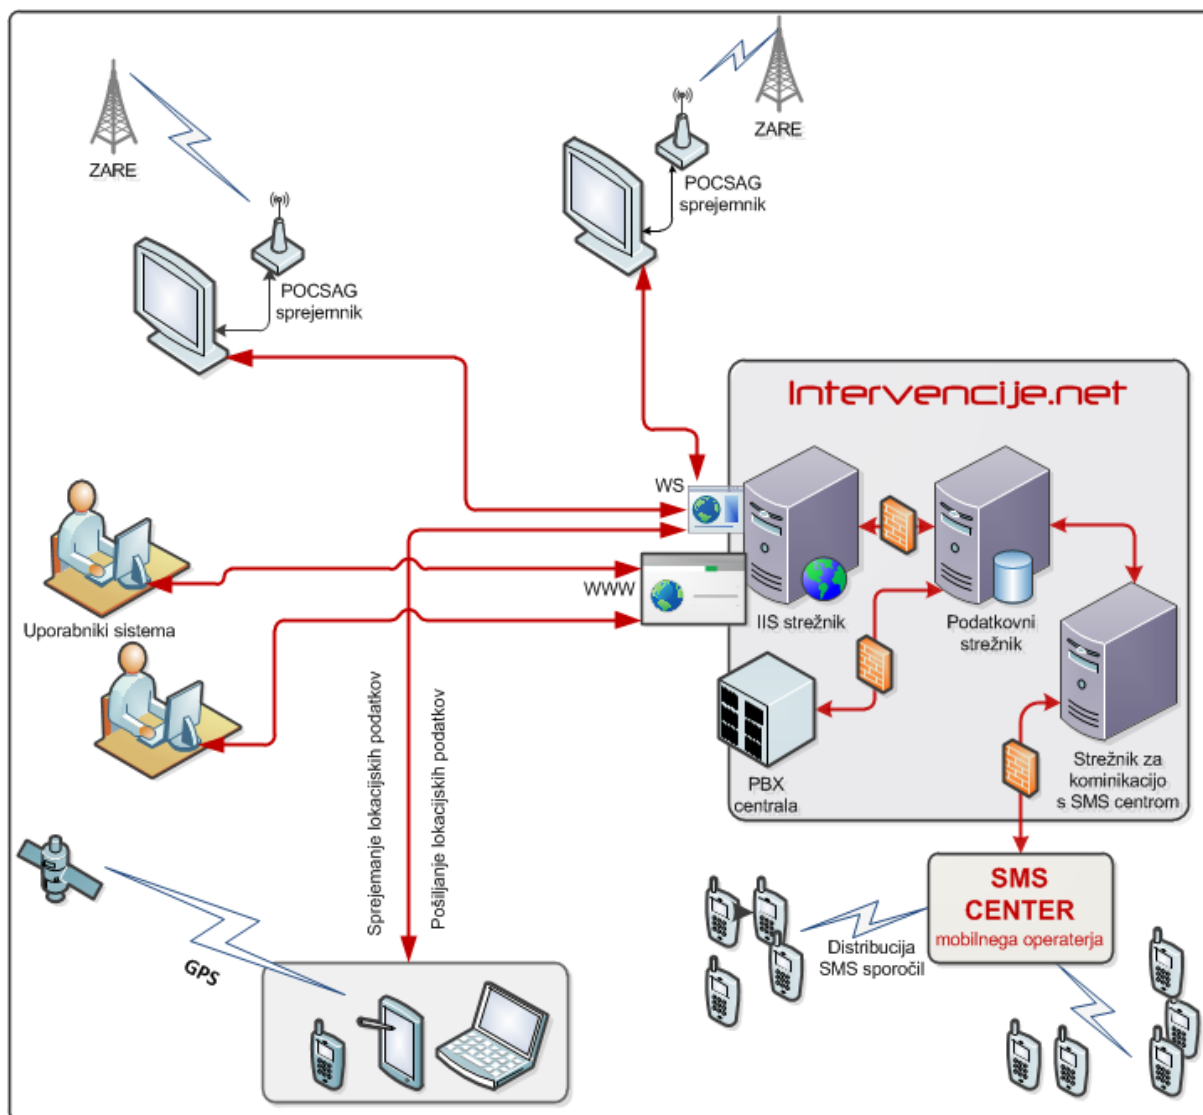 ZARE
ZARE
POCSAG
sprejemnik
POCSAG
sprejemnik
Intervencije.net
WS
WWW
IIS strežnik
Podatkovni
strežnik
Uporabniki sistema
PBX
centrala
Strežnik za
kominikacijo
s SMS centrom
Sprejemanje lokacijskih podatkov
Pošiljanje lokacijskih podatkov
GPS
SMS
CENTER
mobilnega operaterja
Distribucija
SMS sporočil